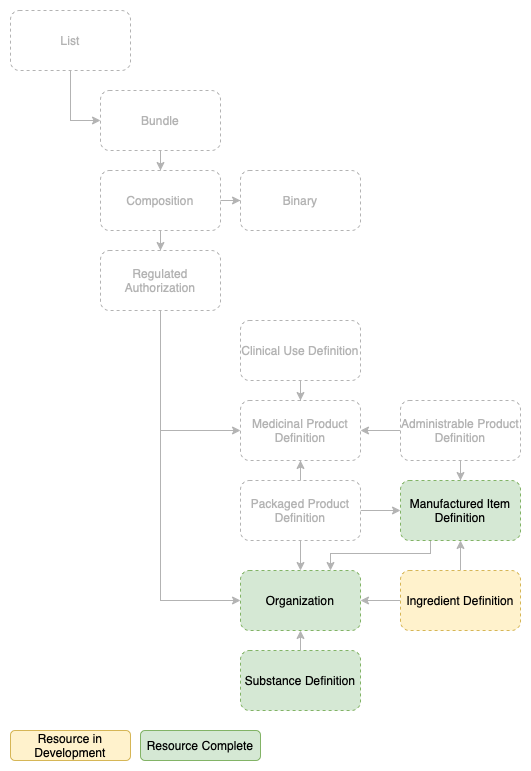 List
Bundle
Composition
Binary
Regulated
Authorization
Clinical Use Definition
Medicinal Product
Definition
Administrable Product
Definition
Packaged Product
Definition
Manufactured Item
Definition
Organization
Ingredient Definition
Substance Definition
Resource in
Development
Resource Complete